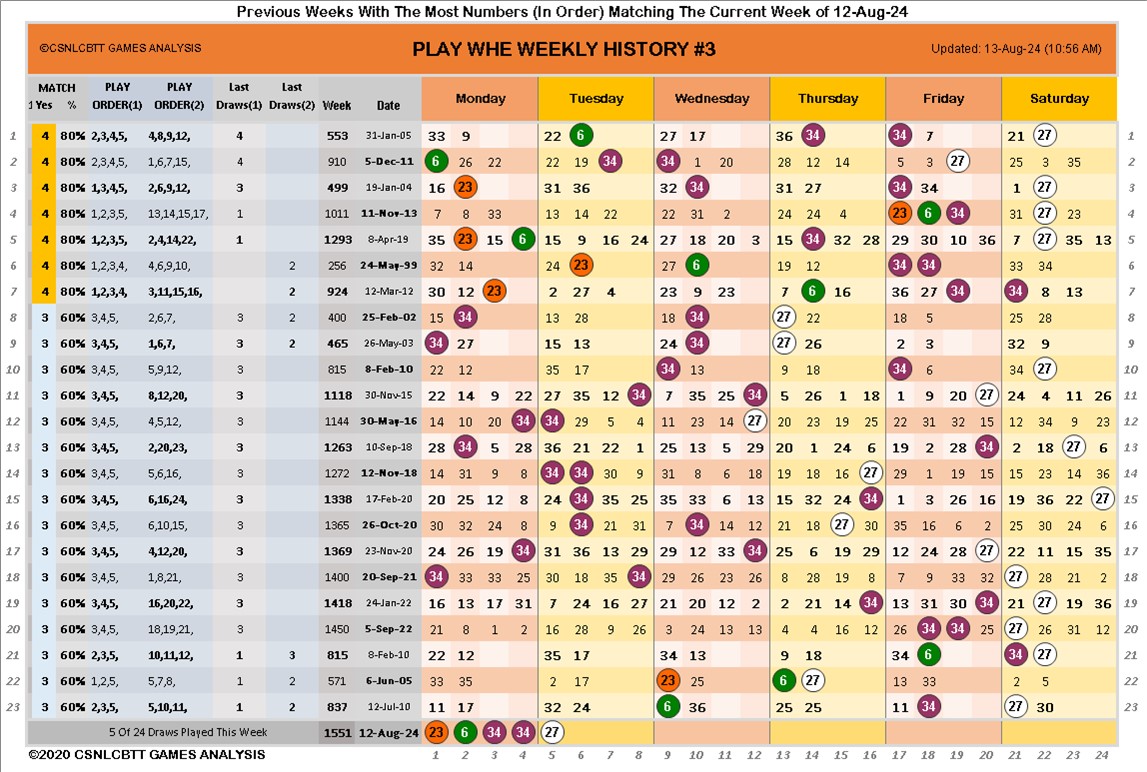 Previous Weeks With The Most Numbers (In Order) Matching The Current Week of 12-Aug-24
©CSNLCBTT GAMES ANALYSIS PLAY WHE WEEKLY HISTORY #3 Updated: 13-Aug-24 (10:56 AM)
MATCH PLAY PLAY Last Last
1 Yes % ORDER(1) ORDER(2) Draws(1) Draws(2) Week Date Monday Tuesday Wednesday Thursday Friday Saturday
1 4 80% 2,3,4,5, 4,8,9,12, 4 553 31-Jan-05 33 9 22 6 27 17 36 14 34 7 21 27 1
2 4 80% 2,3,4,5, 1,6,7,15, 4 910 5-Dec-11 6 26 22 22 19 34 34 1 20 28 12 14 5 3 27 25 3 35 2
3 4 80% 1,3,4,5, 2,6,9,12, 3 499 19-Jan-04 16 23 31 36 32 34 31 27 34 34 1 27 3
4 4 80% 1,2,3,5, 13,14,15,17, 1 1011 11-Nov-13 7 8 33 13 14 22 22 31 2 24 24 4 23 6 34 31 27 23 4
5 4 80% 1,2,3,5, 2,4,14,22, 1 1293 8-Apr-19 35 23 15 6 15 9 16 24 27 18 20 3 15 34 32 28 29 30 10 36 7 27 35 13 5
6 4 80% 1,2,3,4, 4,6,9,10, 2 256 24-May-99 32 14 24 23 27 6 19 12 34 34 33 34 6
7 4 80% 1,2,3,4, 3,11,15,16, 2 924 12-Mar-12 30 12 23 2 27 4 23 9 23 7 6 16 36 27 34 34 8 13 7
8 3 60% 3,4,5, 2,6,7, 3 2 400 25-Feb-02 15 34 13 28 18 34 27 22 18 5 25 28 8
9 3 60% 3,4,5, 1,6,7, 3 2 465 26-May-03 34 27 15 13 24 34 27 26 2 3 32 9 9
10 3 60% 3,4,5, 5,9,12, 3 815 8-Feb-10 22 12 35 17 34 13 9 18 34 6 34 27 10
11 3 60% 3,4,5, 8,12,20, 3 1118 30-Nov-15 22 14 9 22 27 35 12 34 7 35 25 34 5 26 1 18 1 9 20 27 24 4 11 26 11
12 3 60% 3,4,5, 4,5,12, 3 1144 30-May-16 14 10 20 34 34 29 5 4 11 23 14 27 20 23 19 25 22 31 32 15 12 34 9 23 12
13 3 60% 3,4,5, 2,20,23, 3 1263 10-Sep-18 28 34 5 28 36 21 22 1 25 13 5 29 20 1 24 6 19 2 28 34 2 18 27 6 13
14 3 60% 3,4,5, 5,6,16, 3 1272 12-Nov-18 14 31 9 8 34 34 30 9 31 8 6 18 19 18 16 27 29 1 19 15 15 23 14 36 14
15 3 60% 3,4,5, 6,16,24, 3 1338 17-Feb-20 20 25 12 8 24 34 35 25 35 33 6 13 15 32 24 34 1 3 26 16 19 36 22 27 15
16 3 60% 3,4,5, 6,10,15, 3 1365 26-Oct-20 30 32 24 8 9 34 21 31 7 34 14 12 21 18 27 30 35 16 6 2 25 30 24 6 16
17 3 60% 3,4,5, 4,12,20, 3 1369 23-Nov-20 24 26 19 34 31 36 13 29 29 12 33 34 25 6 19 29 12 24 28 27 22 11 15 35 17
18 3 60% 3,4,5, 1,8,21, 3 1400 20-Sep-21 34 33 33 25 30 18 35 34 29 26 23 26 8 28 19 8 7 9 33 32 27 28 21 2 18
19 3 60% 3,4,5, 16,20,22, 3 1418 24-Jan-22 16 13 17 31 7 24 16 27 21 20 12 2 2 21 14 34 13 31 30 34 21 27 19 36 19
20 3 60% 3,4,5, 18,19,21, 3 1450 5-Sep-22 21 8 1 2 16 28 9 26 3 24 13 13 4 4 16 12 26 34 34 25 27 26 31 12 20
21 3 60% 2,3,5, 10,11,12, 1 3 815 8-Feb-10 22 12 35 17 34 13 9 18 34 6 34 27 21
22 3 60% 1,2,5, 5,7,8, 1 2 571 6-Jun-05 33 35 2 17 23 25 6 27 13 33 2 5 22
23 3 60% 2,3,5, 5,10,11, 1 2 837 12-Jul-10 11 17 32 24 6 36 25 25 11 34 27 30 23
5 Of 24 Draws Played This Week 1551 12-Aug-24 23 6 34 34 27
©2020 CSNLCBTT GAMES ANALYSIS 1 2 3 4 5 6 7 8 9 10 11 12 13 14 15 16 17 18 19 20 21 22 23 24